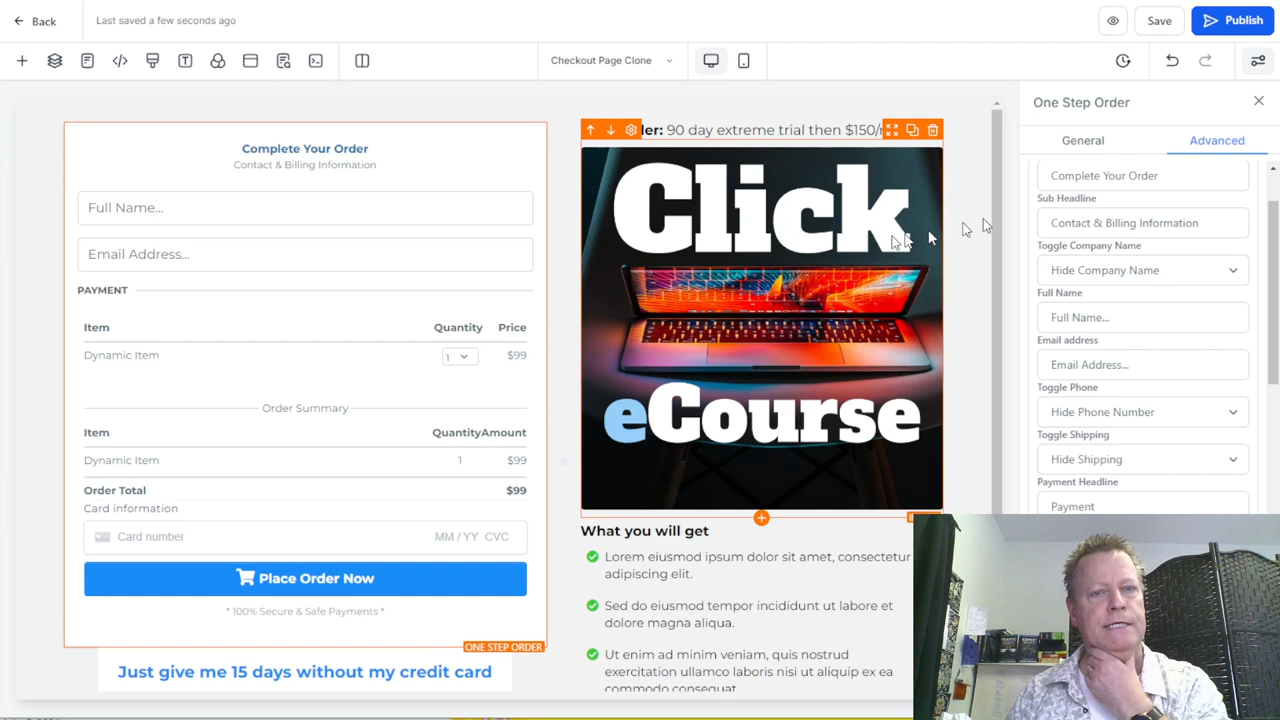 Back
Last saved a few seconds ago
Save
Publish
Checkout Page Clone
One Step Order
General
Advanced
Complete Your Order
Sub Headline
Contact & Billing Information
Toggle Company Name
Hide Company Name
Full Name
Full Name...
Email address
Email Address...
Toggle Phone
Hide Phone Number
Toggle Shipping
Hide Shipping
Payment Headline
Payment
Complete Your Order
Contact & Billing Information
Full Name...
Email Address...
PAYMENT
Item Quantity Price
Dynamic Item 1 $99
Order Summary
Item QuantityAmount
Dynamic Item 1 $99
Order Total $99
Card information
Card number MM / YY CVC
Place Order Now
* 100% Secure & Safe Payments *
ONE STEP ORDER
Just give me 15 days without my credit card
90 day extreme trial then $150/
Click
eCourse
What you will get
Lorem eiusmod ipsum dolor sit amet, consectetur
adipiscing elit.
Sed do eiusmod tempor incididunt ut labore et
dolore magna aliqua.
Ut enim ad minim veniam, quis nostrud
exercitation ullamco laboris nisi ut aliquip ex ea
commodo consequat.